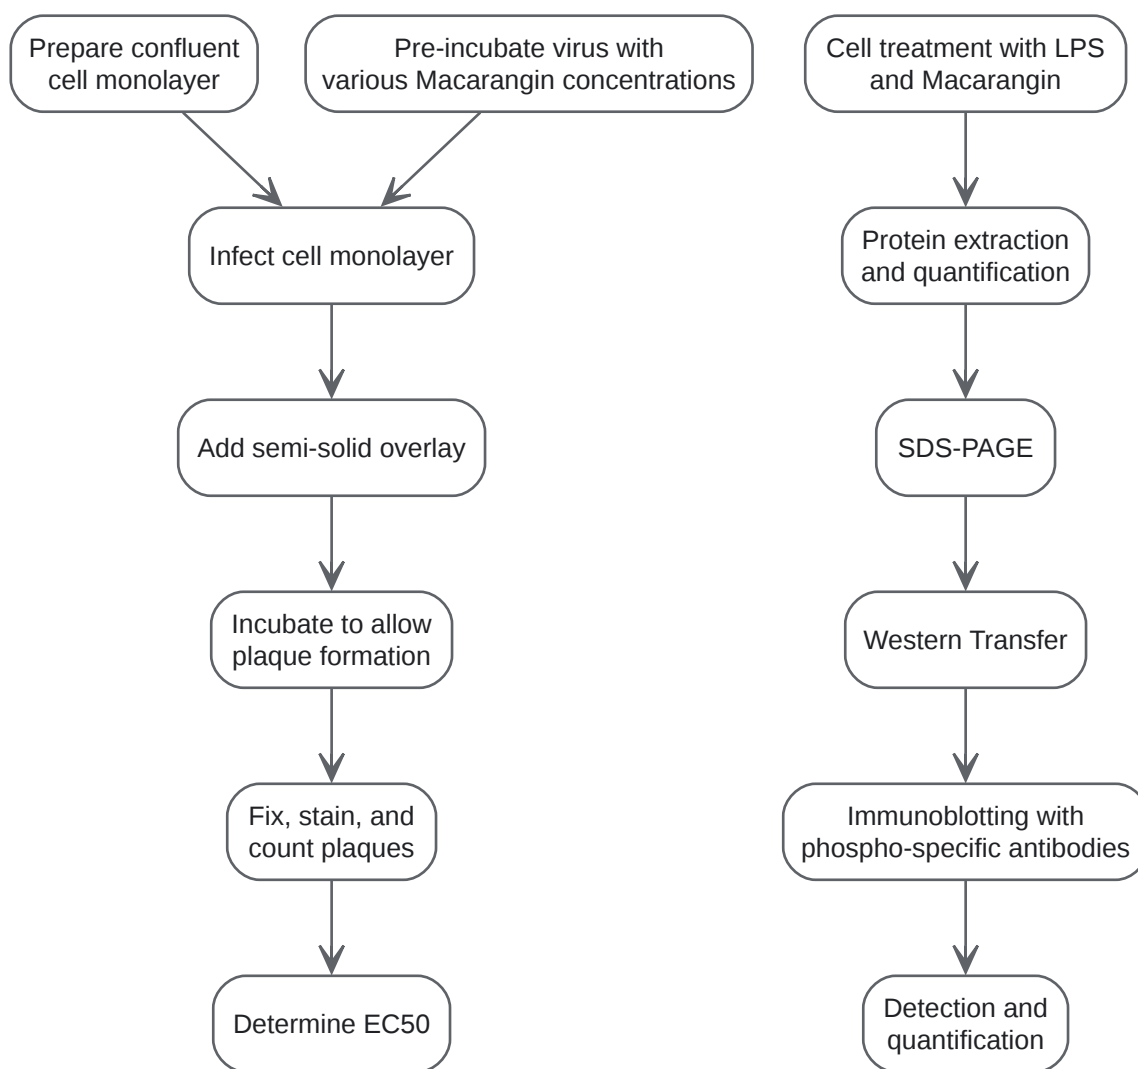 Prepare confluent
cell monolayer
Pre-incubate virus with
various Macarangin concentrations
Infect cell monolayer
Add semi-solid overlay
Incubate to allow
plaque formation
Fix, stain, and
count plaques
Determine EC50
Cell treatment with LPS
and Macarangin
Protein extraction
and quantification
SDS-PAGE
Western Transfer
Immunoblotting with
phospho-specific antibodies
Detection and
quantification